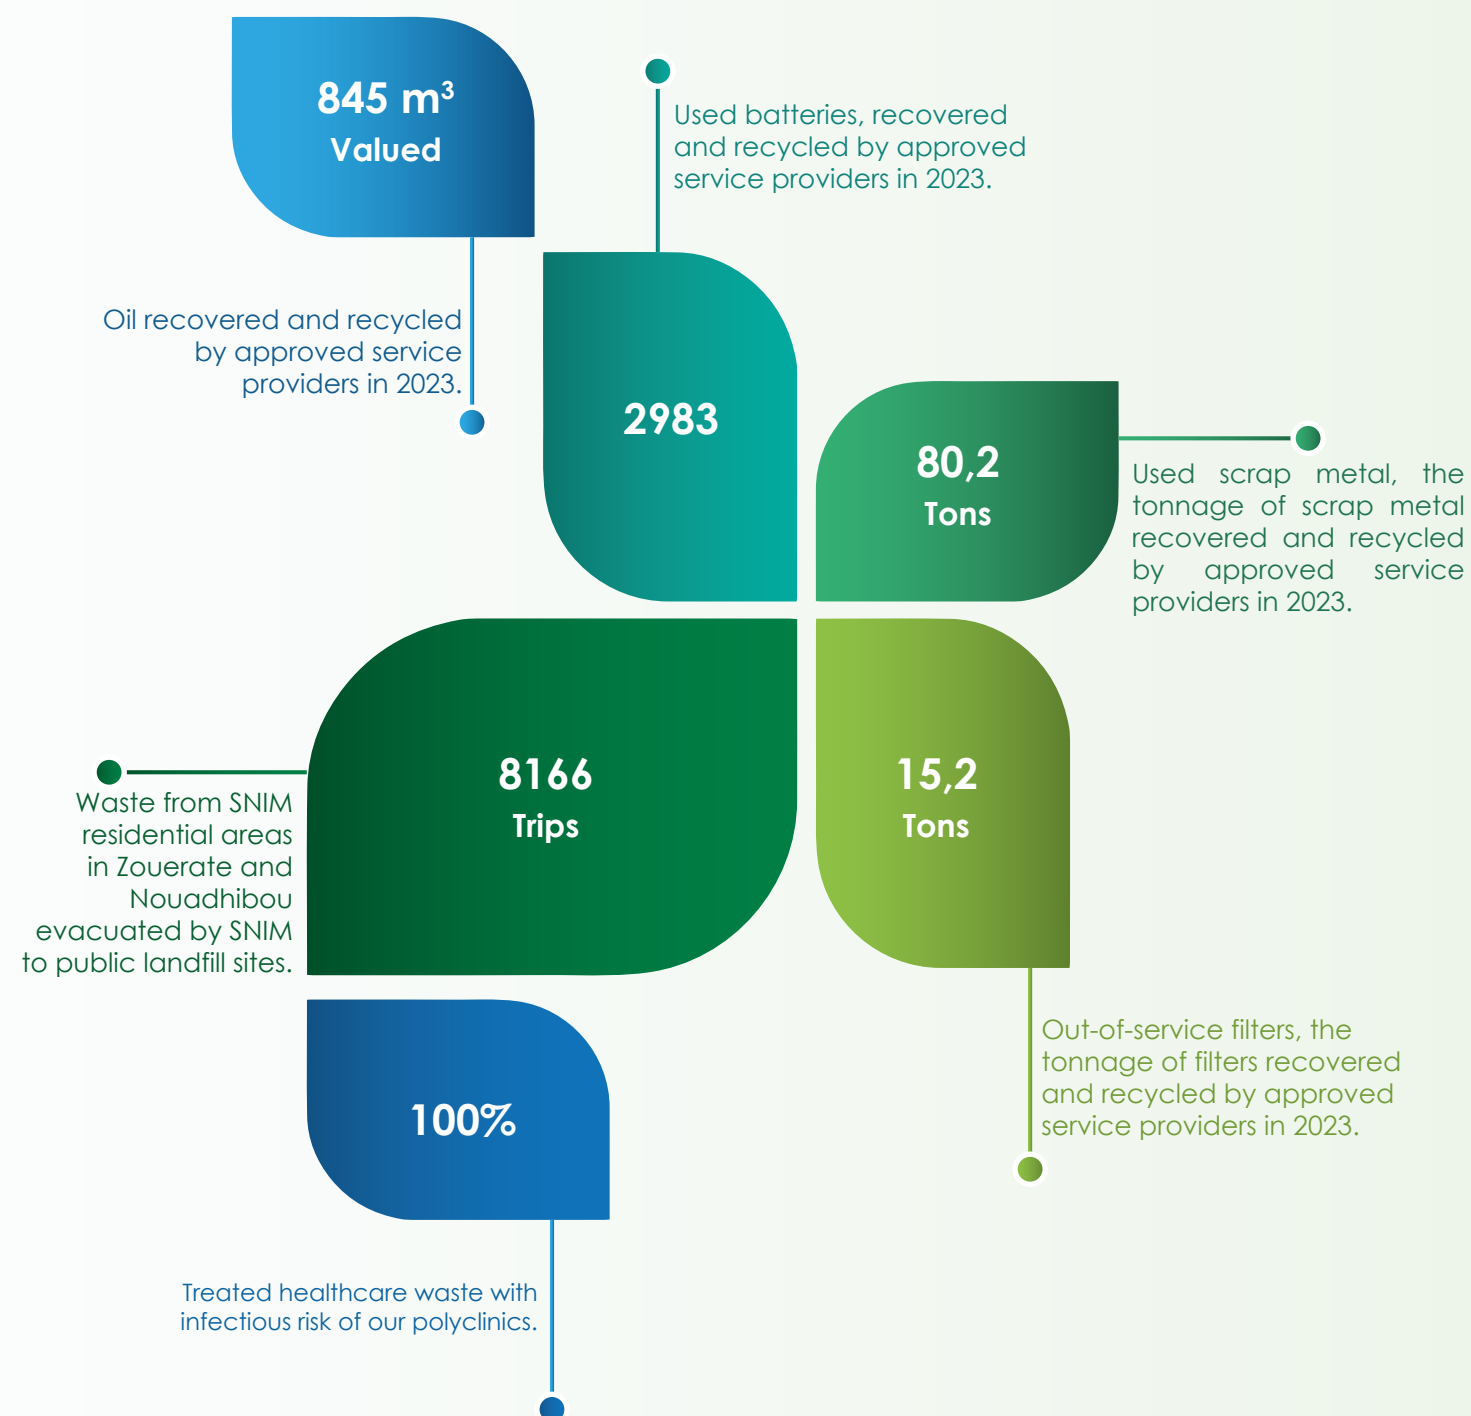 845 m³
Valued
Oil recovered and recycled
by approved service
providers in 2023.
Used batteries, recovered
and recycled by approved
service providers in 2023.
2983
80,2
Tons
Used scrap metal, the
tonnage of scrap metal
recovered and recycled
by approved service
providers in 2023.
8166
Trips
Waste from SNIM
residential areas
in Zouerate and
Nouadhibou
evacuated by SNIM
to public landfill sites.
15,2
Tons
Out-of-service filters, the
tonnage of filters recovered
and recycled by approved
service providers in 2023.
100%
Treated healthcare waste with
infectious risk of our polyclinics.